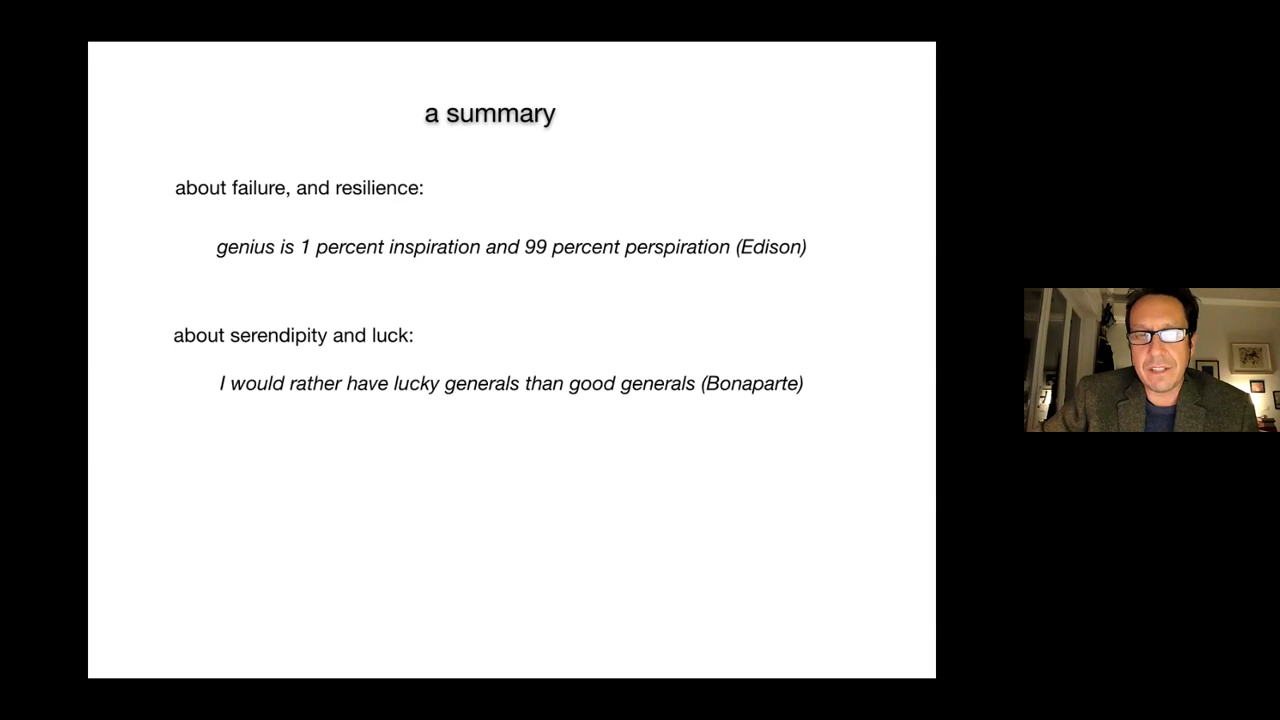 a summary
about failure, and resilience:
genius is 1 percent inspiration and 99 percent perspiration (Edison)
about serendipity and luck:
I would rather have lucky generals than good generals (Bonaparte)